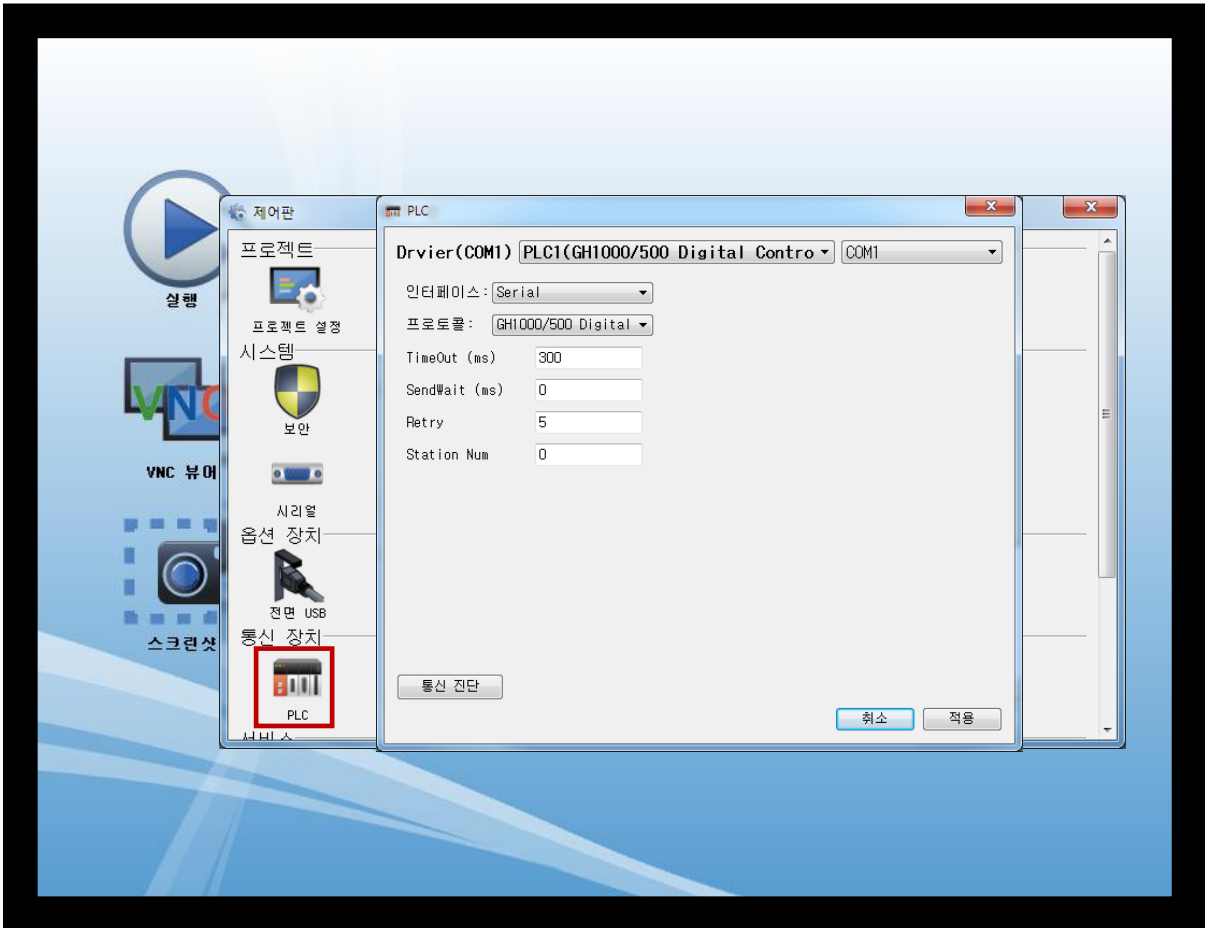 실행
VNC 뷰어
스크린샷
제어판
프로젝트
프로젝트 설정
시스템
보안
시리얼
옵션 장치
전면 USB
통신 장치
PLC
서비스
PLC
Drvier(COM1) PLC1(GH1000/500 Digital Contro COM1
인터페이스: Serial
프로토콜: GH1000/500 Digital
TimeOut (ms) 300
SendWait (ms) 0
Retry 5
Station Num 0
통신 진단
취소 적용